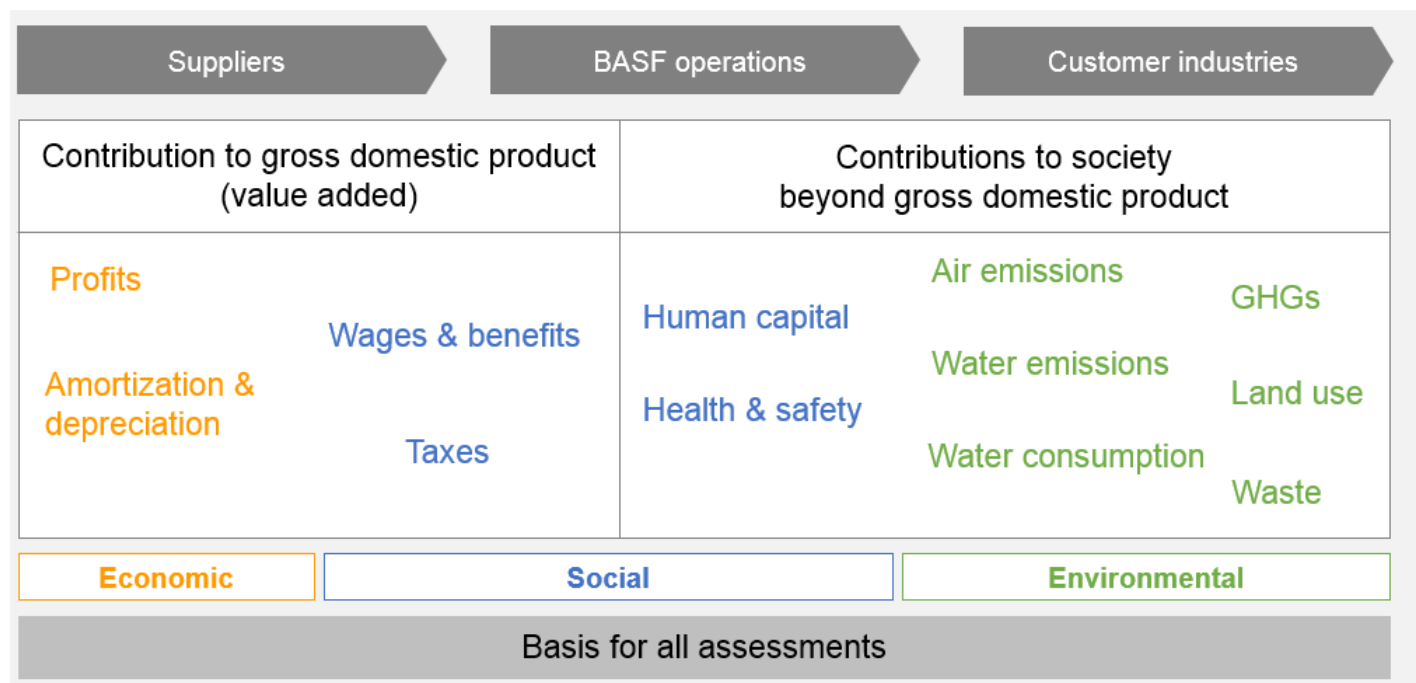 Suppliers
BASF operations
Customer industries
Contribution to gross domestic product
(value added)
Contributions to society
beyond gross domestic product
Profits
Amortization &
depreciation
Wages & benefits
Taxes
Human capital
Health & safety
Air emissions
Water emissions
Water consumption
GHGs
Land use
Waste
Economic
Social
Environmental
Basis for all assessments